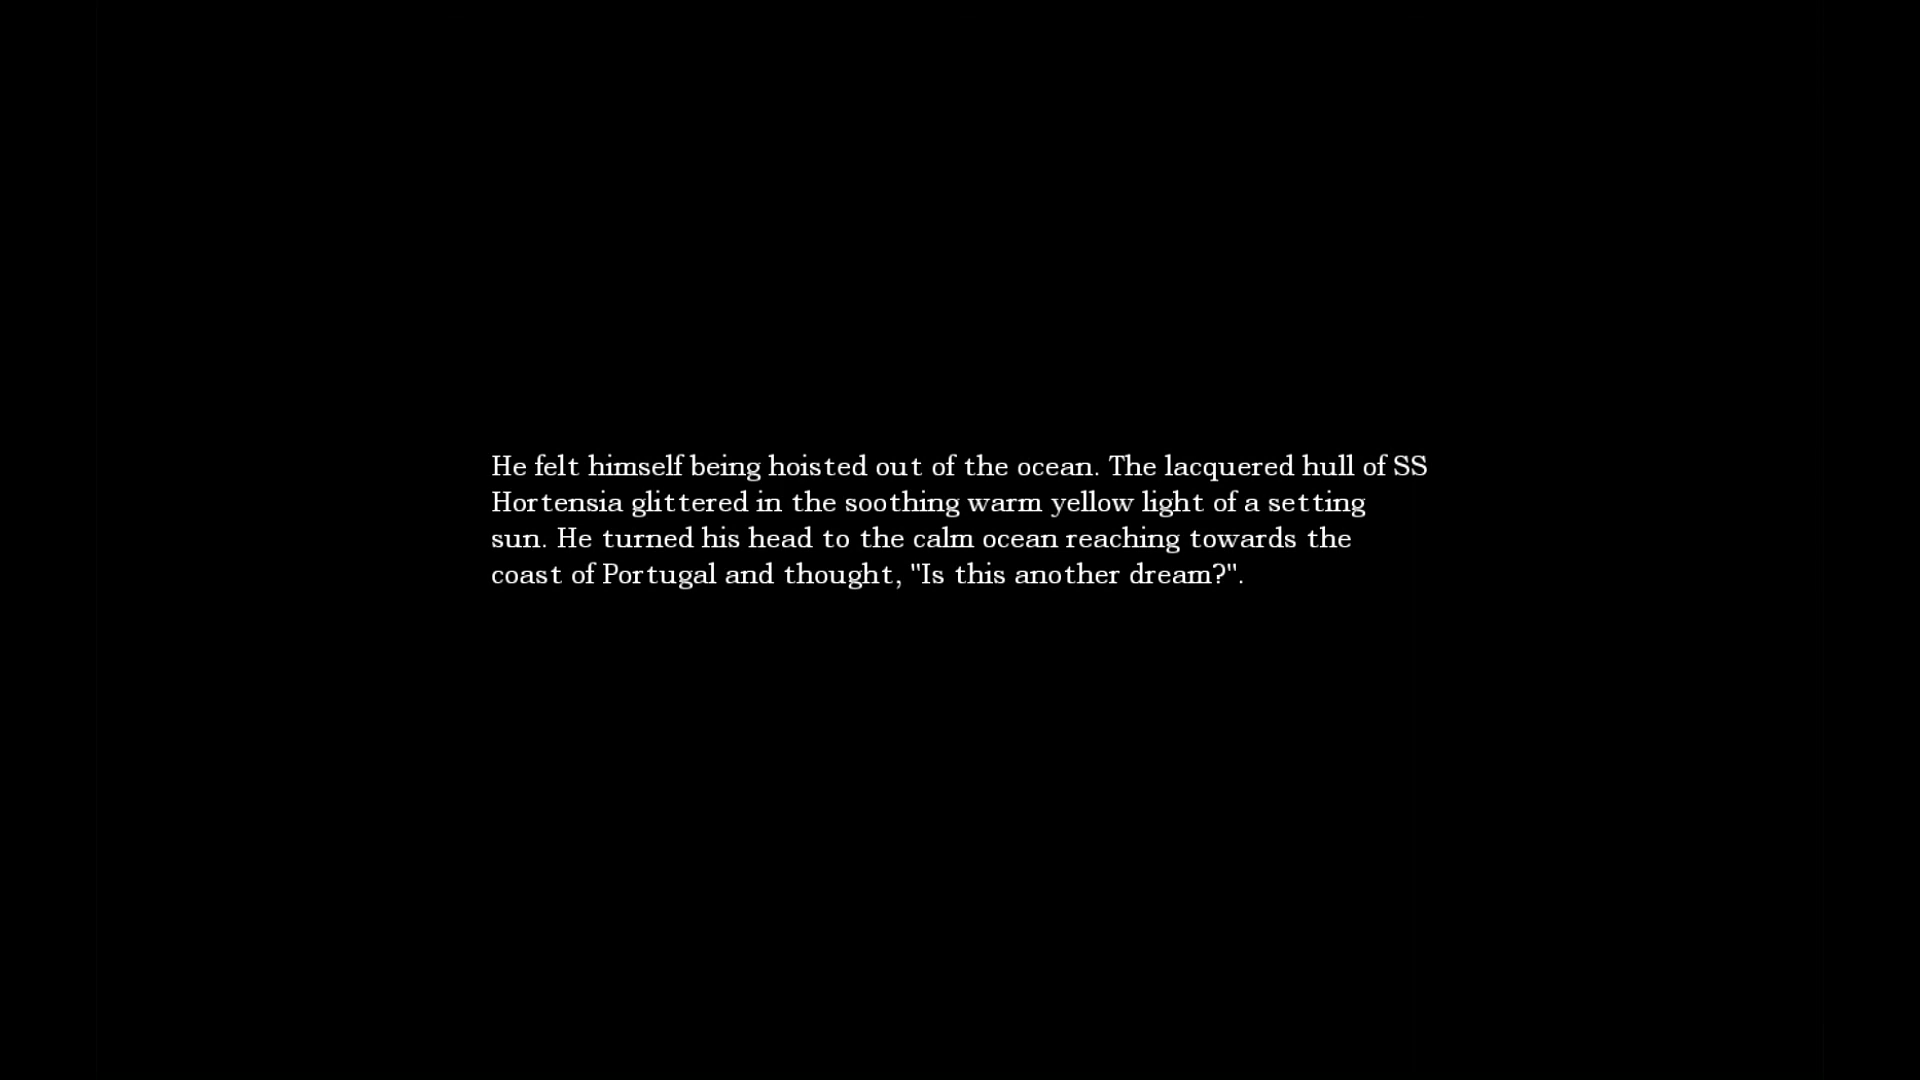 He felt himself being hoisted out of the ocean. The lacquered hull of SS
Hortensia glittered in the soothing warm yellow light of a setting
sun. He turned his head to the calm ocean reaching towards the
coast of Portugal and thought, "Is this another dream?".